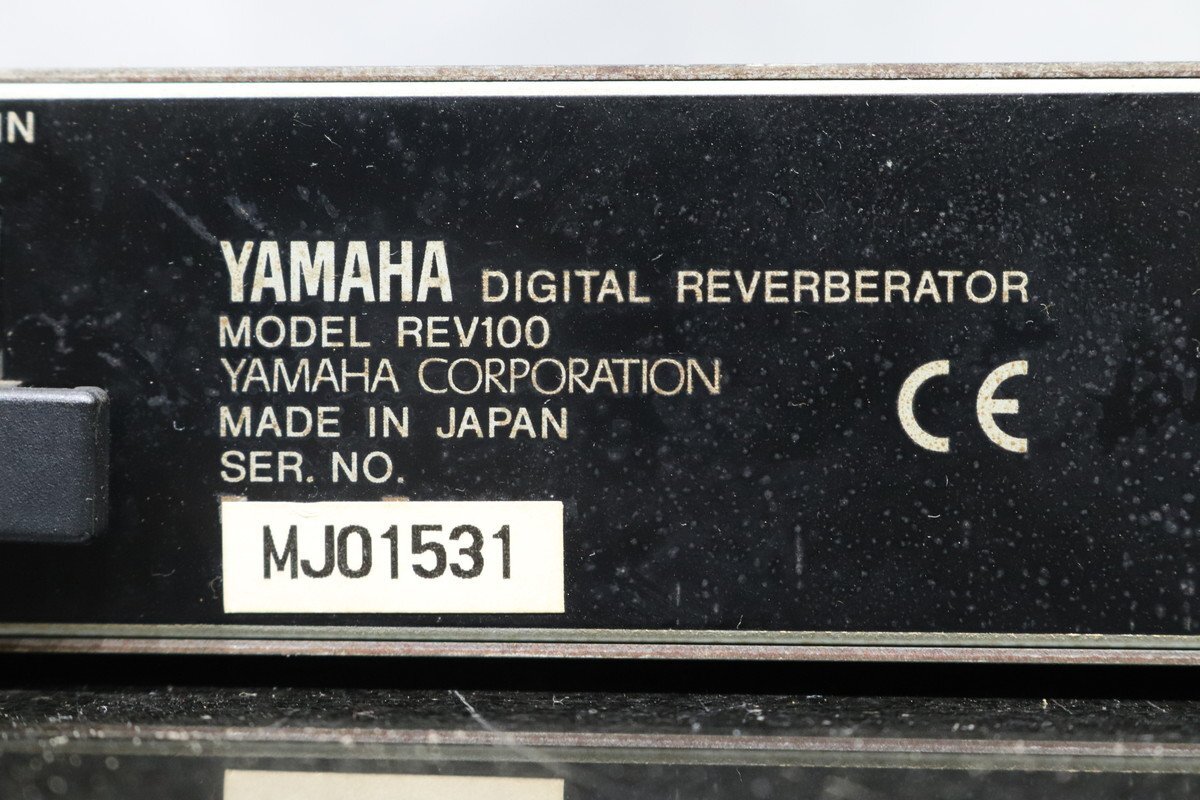 IN
YAMAHA DIGITAL REVERBERATOR
MODEL REV100
YAMAHA CORPORATION
MADE IN JAPAN
CE
SER. NO.
MJ01531